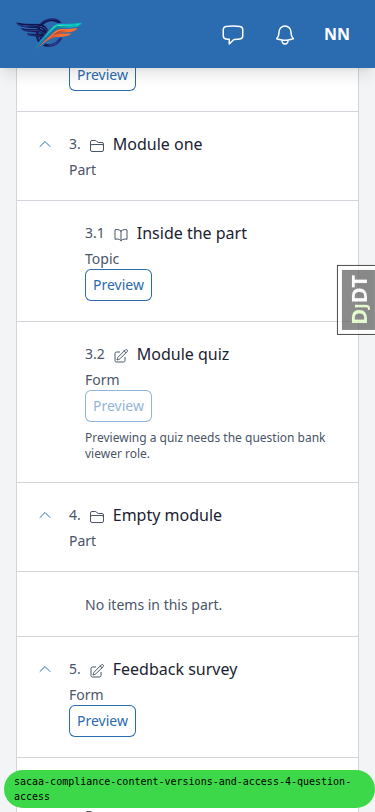 NN
Preview
3. Module one
Part
3.1 Inside the part
Topic
Preview
DjDT
3.2 Module quiz
Form
Preview
Previewing a quiz needs the question bank
viewer role.
4. Empty module
Part
No items in this part.
5. Feedback survey
Form
Preview
sacaa-compliance-content-versions-and-access-4-question-
access